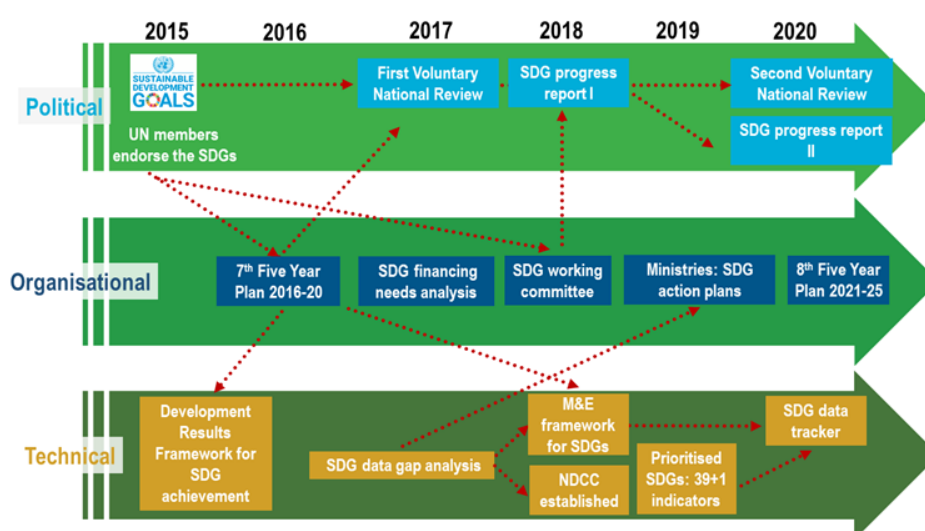 2015 2016 2017 2018 2019 2020
Political
SUSTAINABLE
DEVELOPMENT
GOALS
UN members
endorse the SDGs
First Voluntary
National Review
SDG progress
report I
Second Voluntary
National Review
SDG progress report
II
Organisational
7th Five Year
Plan 2016-20
SDG financing
needs analysis
SDG working
committee
Ministries: SDG
action plans
8th Five Year
Plan 2021-25
Technical
Development
Results
Framework for
SDG
achievement
SDG data gap analysis
M&E
framework
for SDGs
NDCC
established
Prioritised
SDGs: 39+1
indicators
SDG data
tracker